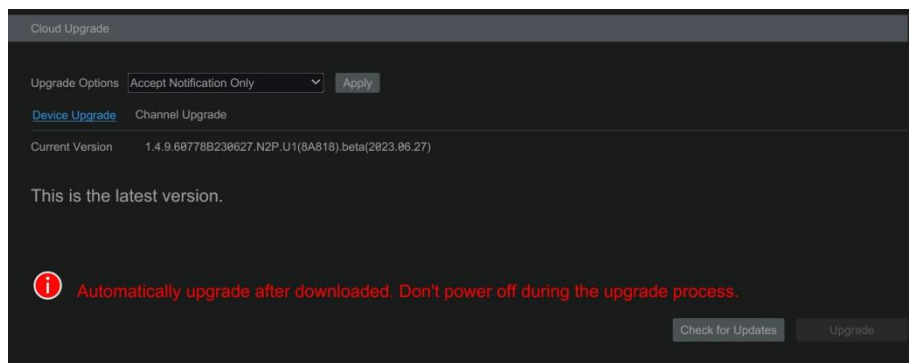 Cloud Upgrade
Upgrade Options Accept Notification Only Apply
Device Upgrade Channel Upgrade
Current Version 1.4.9.60778B230627.N2P.U1(8A818).beta(2023.06.27)
This is the latest version.
Automatically upgrade after downloaded. Don't power off during the upgrade process.
Check for Updates Upgrade